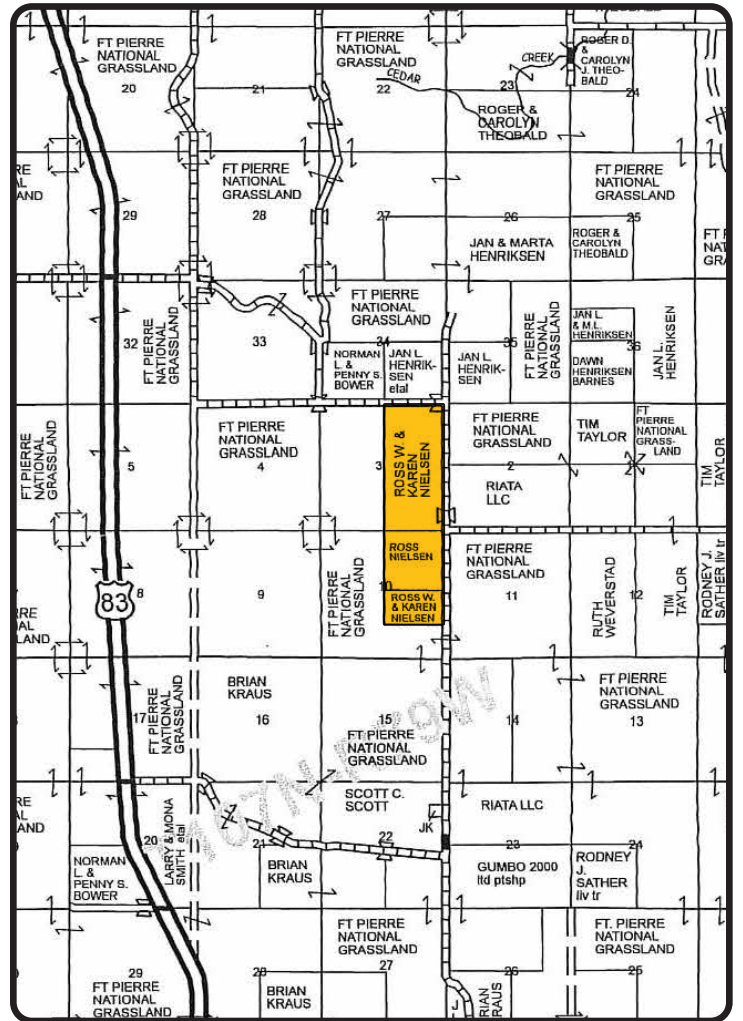 THEOBALD
FT PIERRE
NATIONAL
GRASSLAND
20
21
FT PIERRE
NATIONAL
GRASSLAND
22
CEDAR
CREEK
23
ROGER &
CAROLYN
THEOBALD
ROGER D.
&
CAROLYN
J. THEO-
BALD
24
RE
AL
AND
29
FT PIERRE
NATIONAL
GRASSLAND
28
27
26
JAN & MARTA
HENRIKSEN
FT PIERRE
NATIONAL
GRASSLAND
25
ROGER &
CAROLYN
THEOBALD
32
FT PIERRE
NATIONAL
GRASSLAND
33
FT PIERRE
NATIONAL
GRASSLAND
34
NORMAN
L. &
PENNY S.
BOWER
JAN L.
HENRIK-
SEN
etal
JAN L.
HENRIK-
SEN
35
FT PIERRE
NATIONAL
GRASSLAND
JAN L.
& M.L.
HENRIKSEN
36
DAWN
HENRIKSEN
BARNES
JAN L.
HENRIKSEN
FT PIERRE
NATIONAL
GRASSLAND
5
FT PIERRE
NATIONAL
GRASSLAND
4
3
ROSS W. &
KAREN
NIELSEN
FT PIERRE
NATIONAL
GRASSLAND
2
RIATA
LLC
TIM
TAYLOR
FT
PIERRE
NATIONAL
GRASS-
LAND
TIM
TAYLOR
83
8
9
FT PIERRE
NATIONAL
GRASSLAND
10
ROSS
NIELSEN
ROSS W.
& KAREN
NIELSEN
FT PIERRE
NATIONAL
GRASSLAND
11
RUTH
WEVERSTAD
12
TIM
TAYLOR
RODNEY J.
SATHER liv tr
RE
LAND
17
FT PIERRE
NATIONAL
GRASSLAND
BRIAN
KRAUS
16
15
FT PIERRE
NATIONAL
GRASSLAND
14
FT PIERRE
NATIONAL
GRASSLAND
13
RE
AL
AND
20
LARRY & MONA
SMITH etal
NORMAN
L. &
PENNY S.
BOWER
21
BRIAN
KRAUS
SCOTT C.
SCOTT
22
JK
RIATA LLC
23
GUMBO 2000
ltd ptshp
24
RODNEY
J.
SATHER
liv tr
29
FT PIERRE
NATIONAL
GRASSLAND
28
BRIAN
KRAUS
FT PIERRE
NATIONAL
GRASSLAND
27
26
FT. PIERRE
NATIONAL
GRASSLAND
25